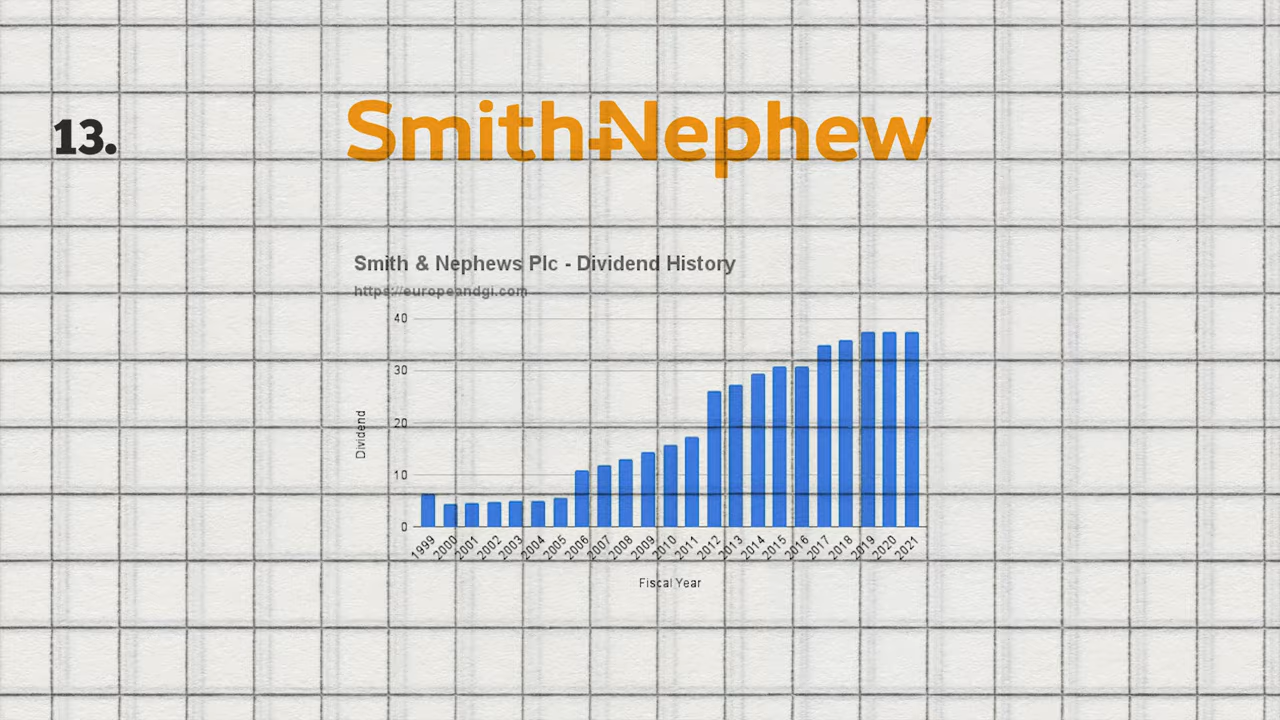 13.
Smith+Nephew
Smith & Nephews Plc - Dividend History
https://europeandgi.com
40
30
20
10
0
Dividend
1999 2000 2001 2002 2003 2004 2005 2006 2007 2008 2009 2010 2011 2012 2013 2014 2015 2016 2017 2018 2019 2020 2021
Fiscal Year